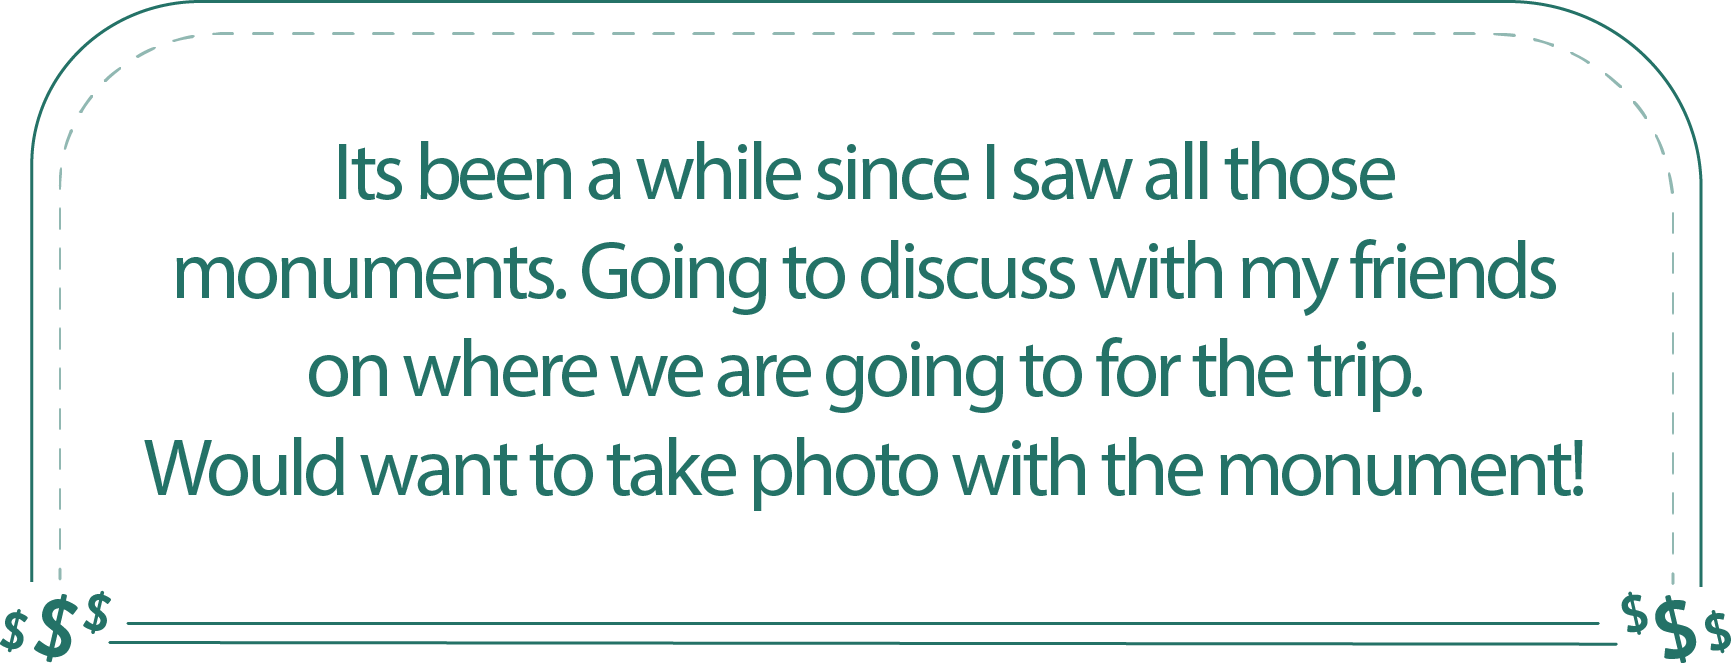 Its been a while since I saw all those
monuments. Going to discuss with my friends
on where we are going to for the trip.
Would want to take photo with the monument!
$ $ $ $ $ $